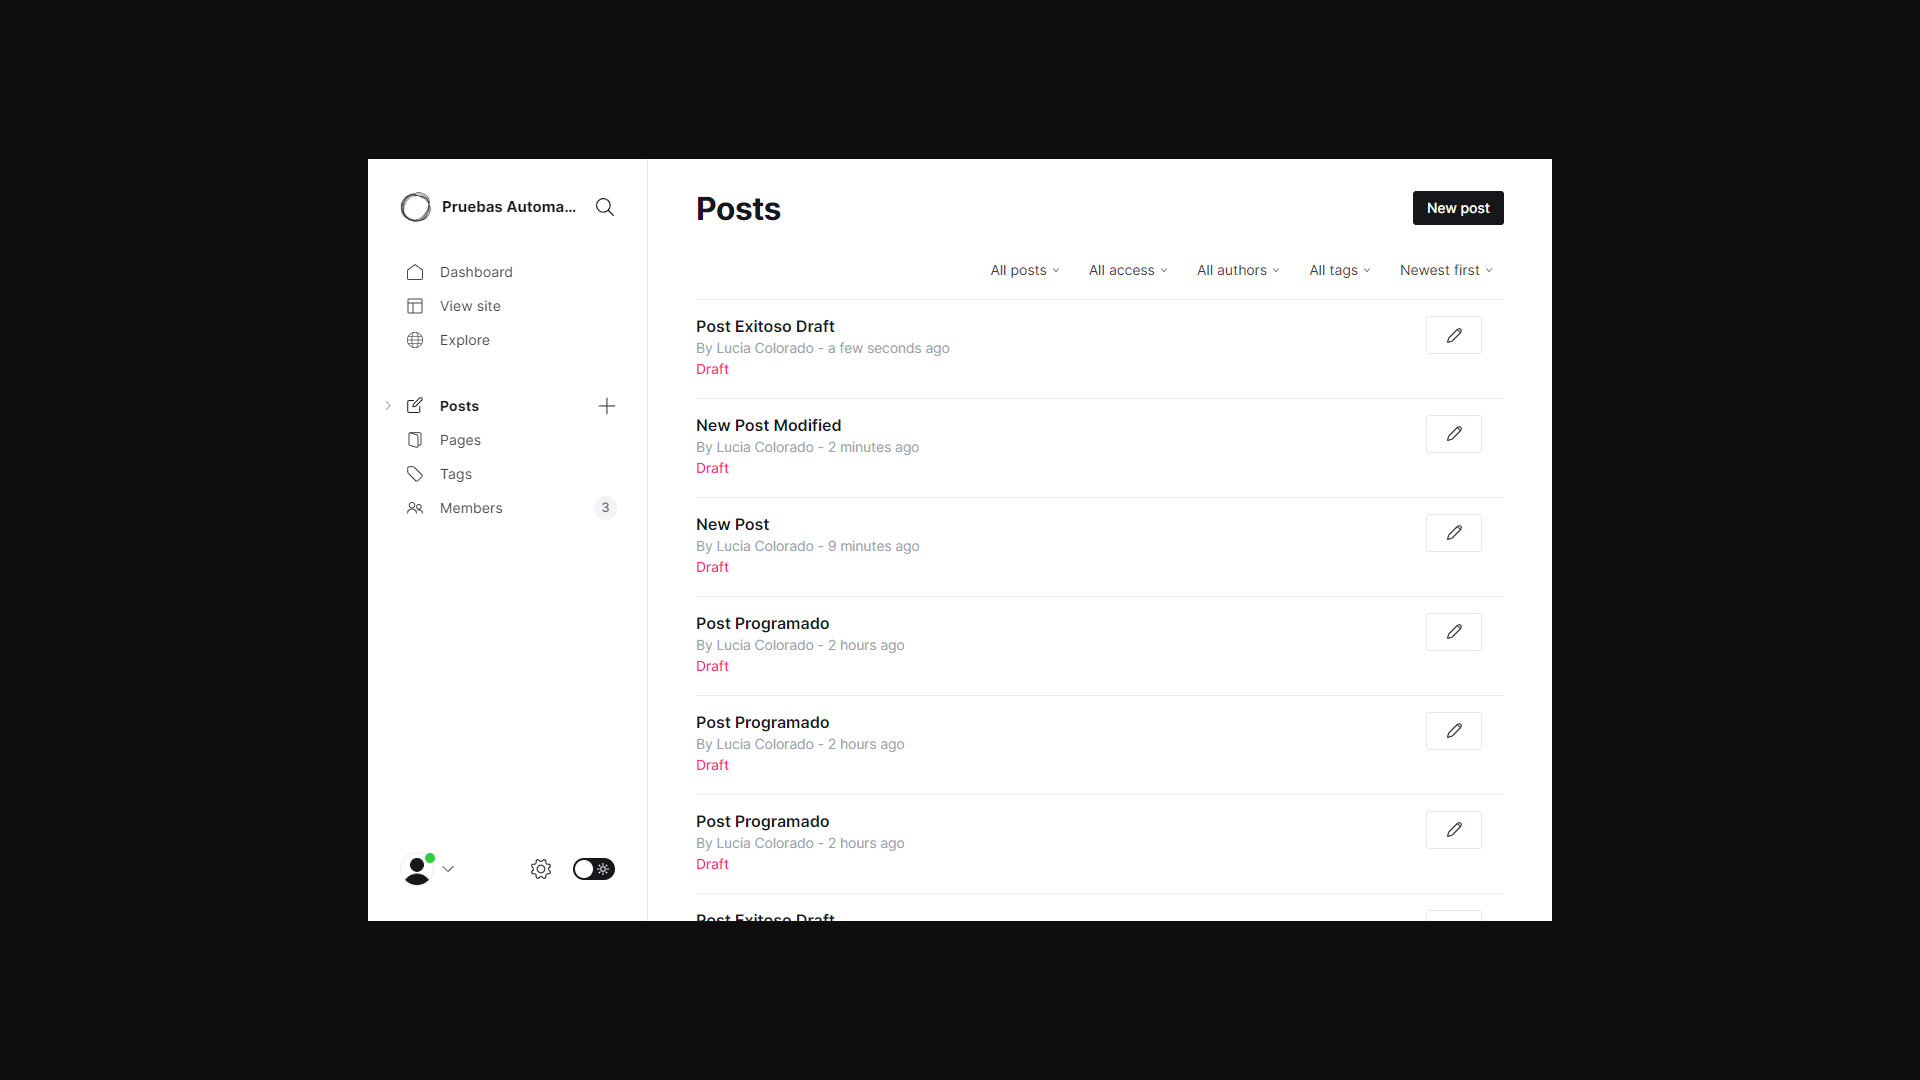 Pruebas Automa...
Dashboard
View site
Explore
Posts
Pages
Tags
Members
3
Posts
New post
All posts
All access
All authors
All tags
Newest first
Post Exitoso Draft
By Lucia Colorado - a few seconds ago
Draft
New Post Modified
By Lucia Colorado - 2 minutes ago
Draft
New Post
By Lucia Colorado - 9 minutes ago
Draft
Post Programado
By Lucia Colorado - 2 hours ago
Draft
Post Programado
By Lucia Colorado - 2 hours ago
Draft
Post Programado
By Lucia Colorado - 2 hours ago
Draft
Post Exitoso Draft